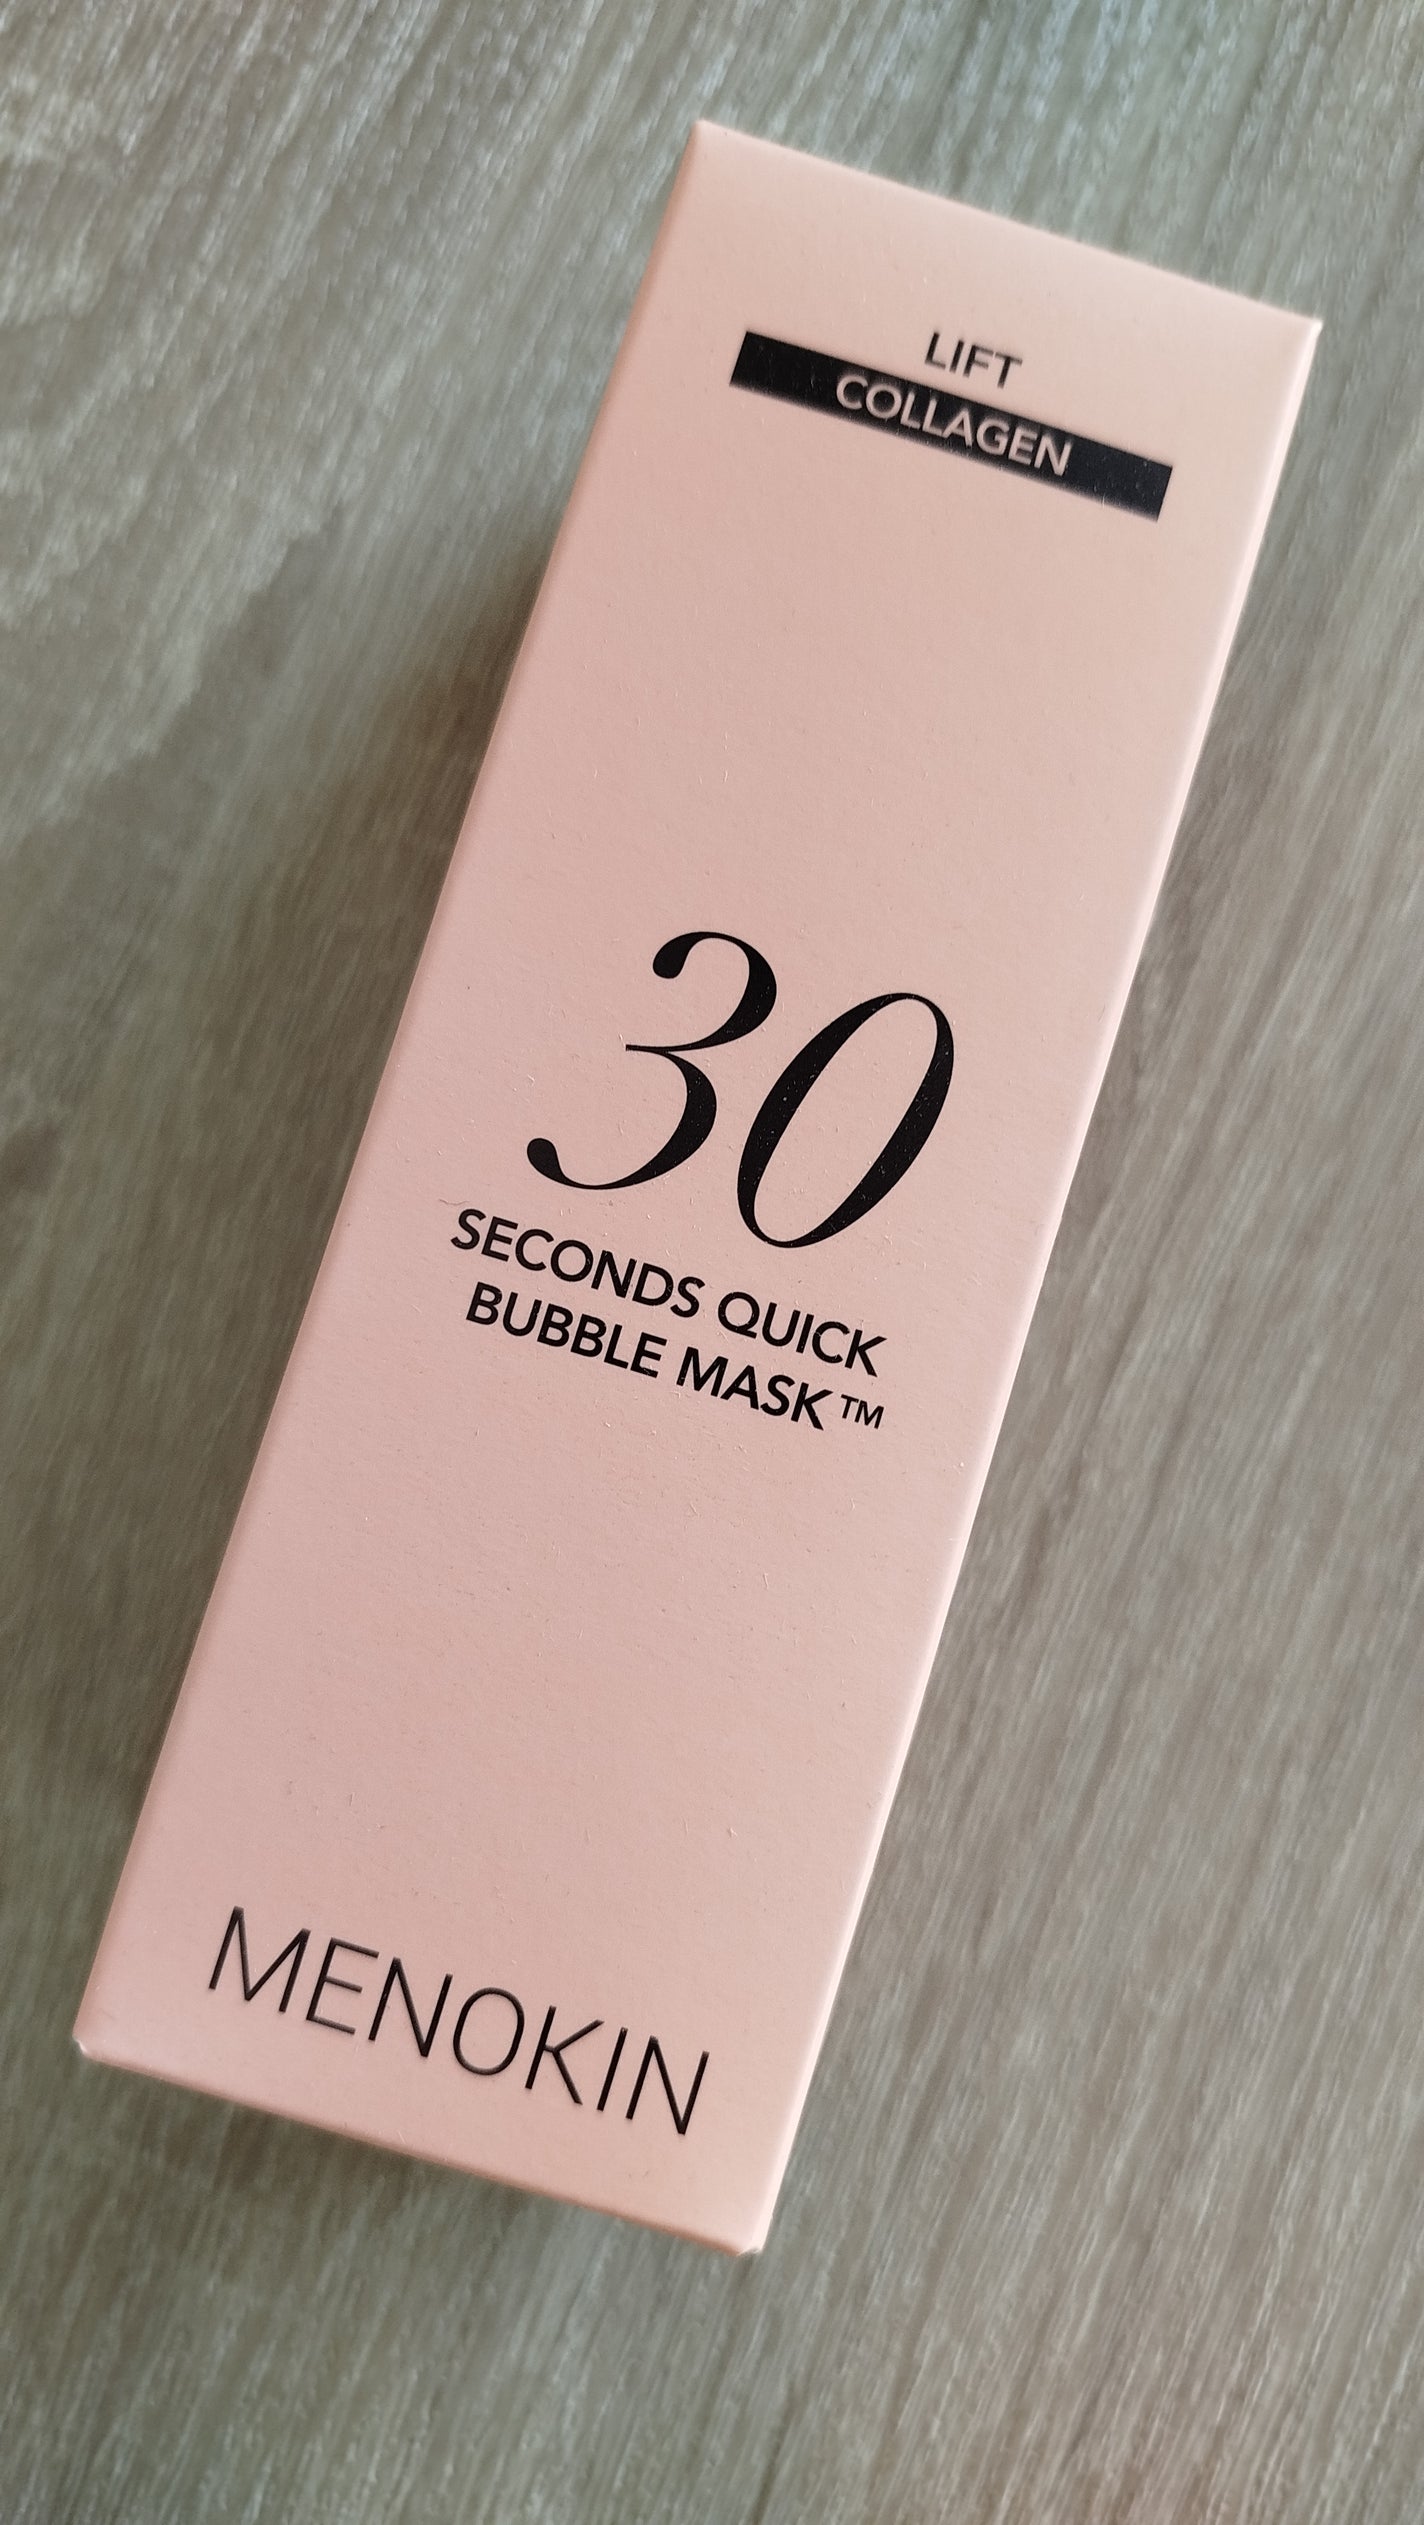 LIFT
COLLAGEN
30
SECONDS QUICK
BUBBLE MASK™
MENOKIN